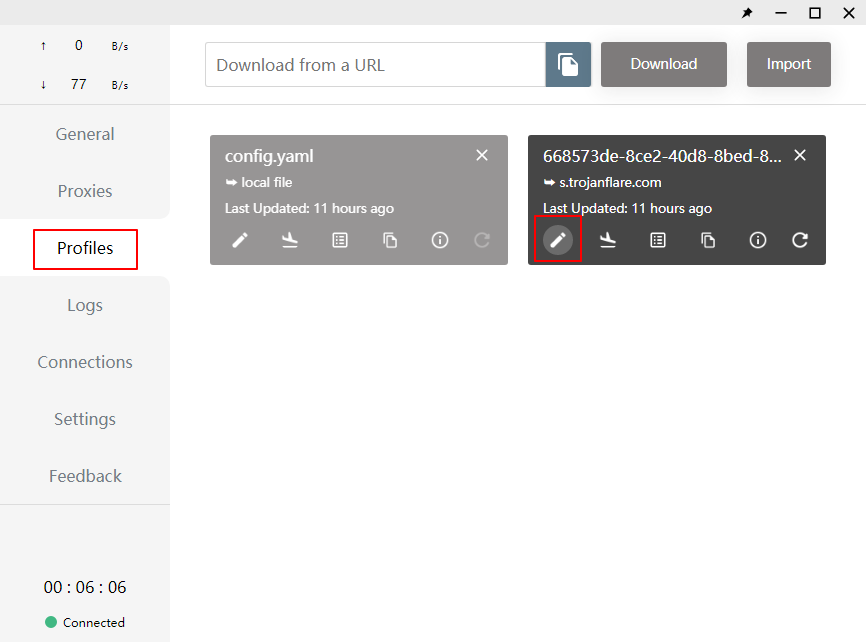 ↑ 0 B/s
↓ 77 B/s
General
Proxies
Profiles
Logs
Connections
Settings
Feedback
00 : 06 : 06
Connected
Download from a URL
Download
Import
config.yaml
local file
Last Updated: 11 hours ago
668573de-8ce2-40d8-8bed-8...
s.trojanflare.com
Last Updated: 11 hours ago